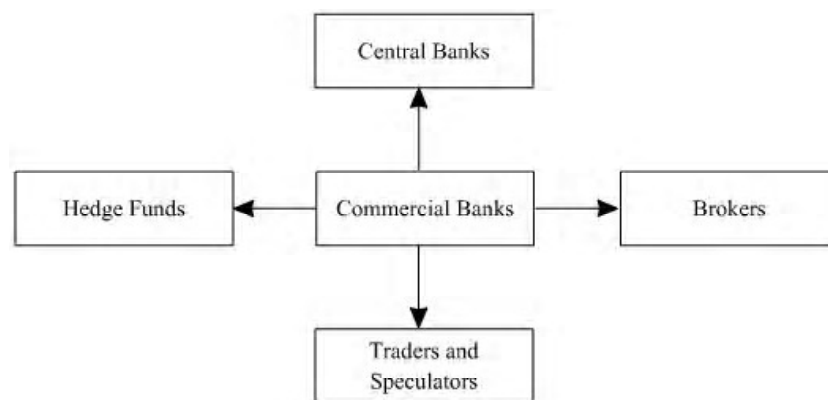 Central Banks
Hedge Funds
Commercial Banks
Brokers
Traders and
Speculators